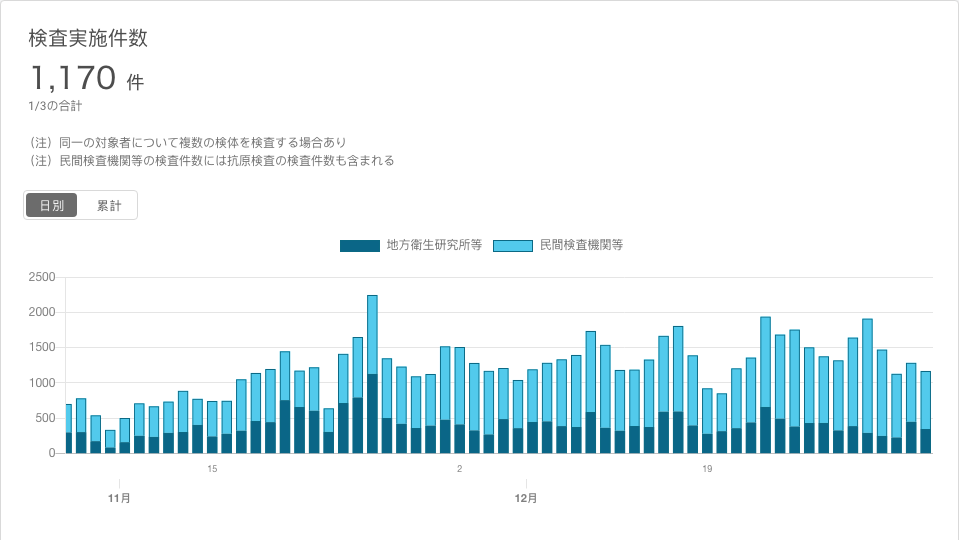 検査実施件数
1,170 件
1/3の合計
（注）同一の対象者について複数の検体を検査する場合あり
（注）民間検査機関等の検査件数には抗原検査の検査件数も含まれる
日別 累計
地方衛生研究所等 民間検査機関等
2500
2000
1500
1000
500
0
15 2 19
11月 12月